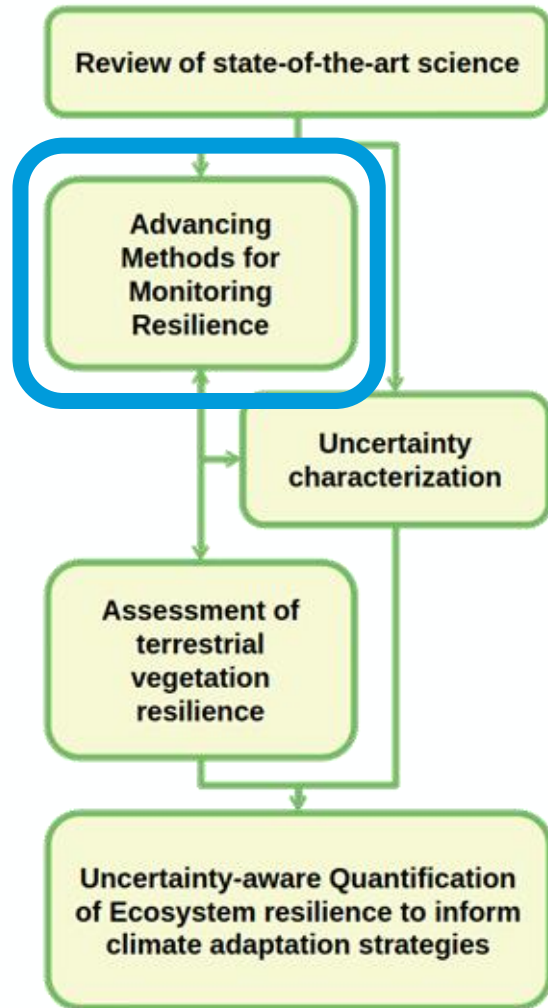 Review of state-of-the-art science
Advancing
Methods for
Monitoring
Resilience
Uncertainty
characterization
Assessment of
terrestrial
vegetation
resilience
Uncertainty-aware Quantification
of Ecosystem resilience to inform
climate adaptation strategies